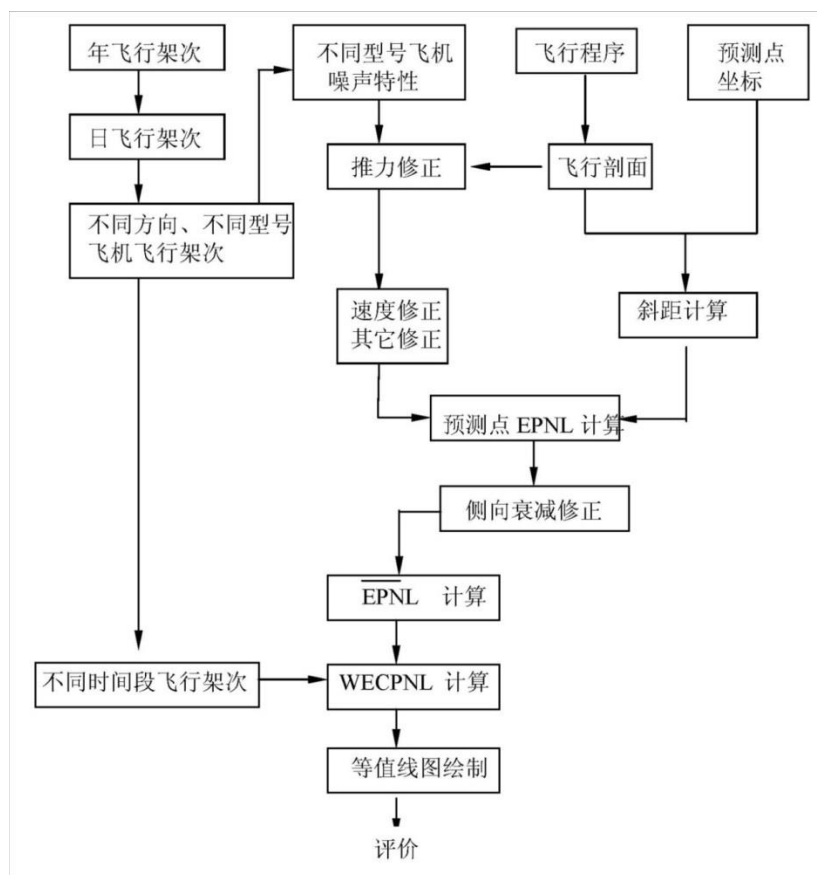 年飞行架次
不同型号飞机
噪声特性
飞行程序
预测点
坐标
日飞行架次
推力修正
飞行剖面
不同方向、不同型号
飞机飞行架次
速度修正
其它修正
斜距计算
预测点 EPNL 计算
侧向衰减修正
E̅P̅N̅L 计算
不同时间段飞行架次
WECPNL 计算
等值线图绘制
评价